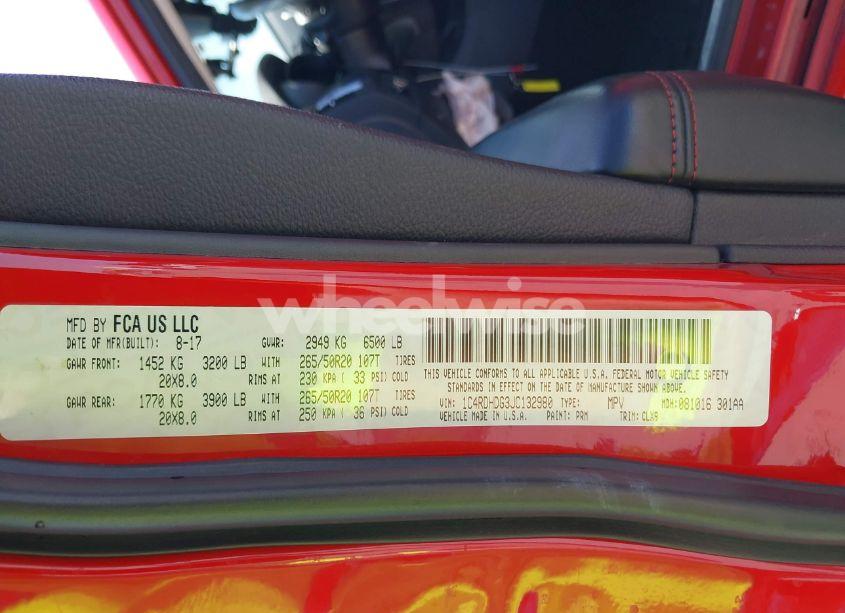 wheelwise
MFD BY FCA US LLC
DATE OF MFR(BUILT): 8-17 GVWR: 2949 KG 6500 LB
GAWR FRONT: 1452 KG 3200 LB WITH 265/50R20 107T TIRES
20X8.0 RIMS AT 230 KPA ( 33 PSI) COLD
GAWR REAR: 1770 KG 3900 LB WITH 265/50R20 107T TIRES
20X8.0 RIMS AT 250 KPA ( 36 PSI) COLD
THIS VEHICLE CONFORMS TO ALL APPLICABLE U.S.A. FEDERAL MOTOR VEHICLE SAFETY
STANDARDS IN EFFECT ON THE DATE OF MANUFACTURE SHOWN ABOVE.
VIN: 1C4RDHDG3JC132980 TYPE: MPV MDH: 081016 301AA
VEHICLE MADE IN U.S.A. PAINT: PRM TRIM: CLX9